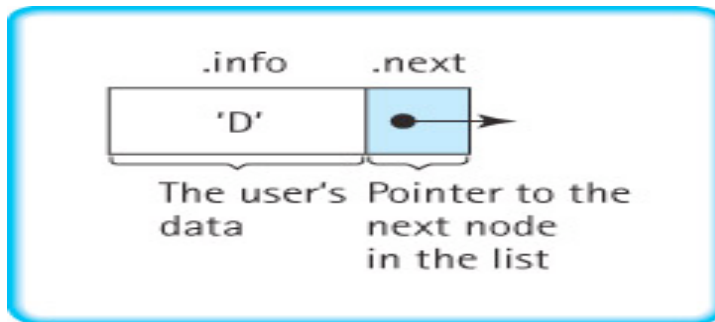 .info .next
'D'
The user's Pointer to the
data next node
in the list